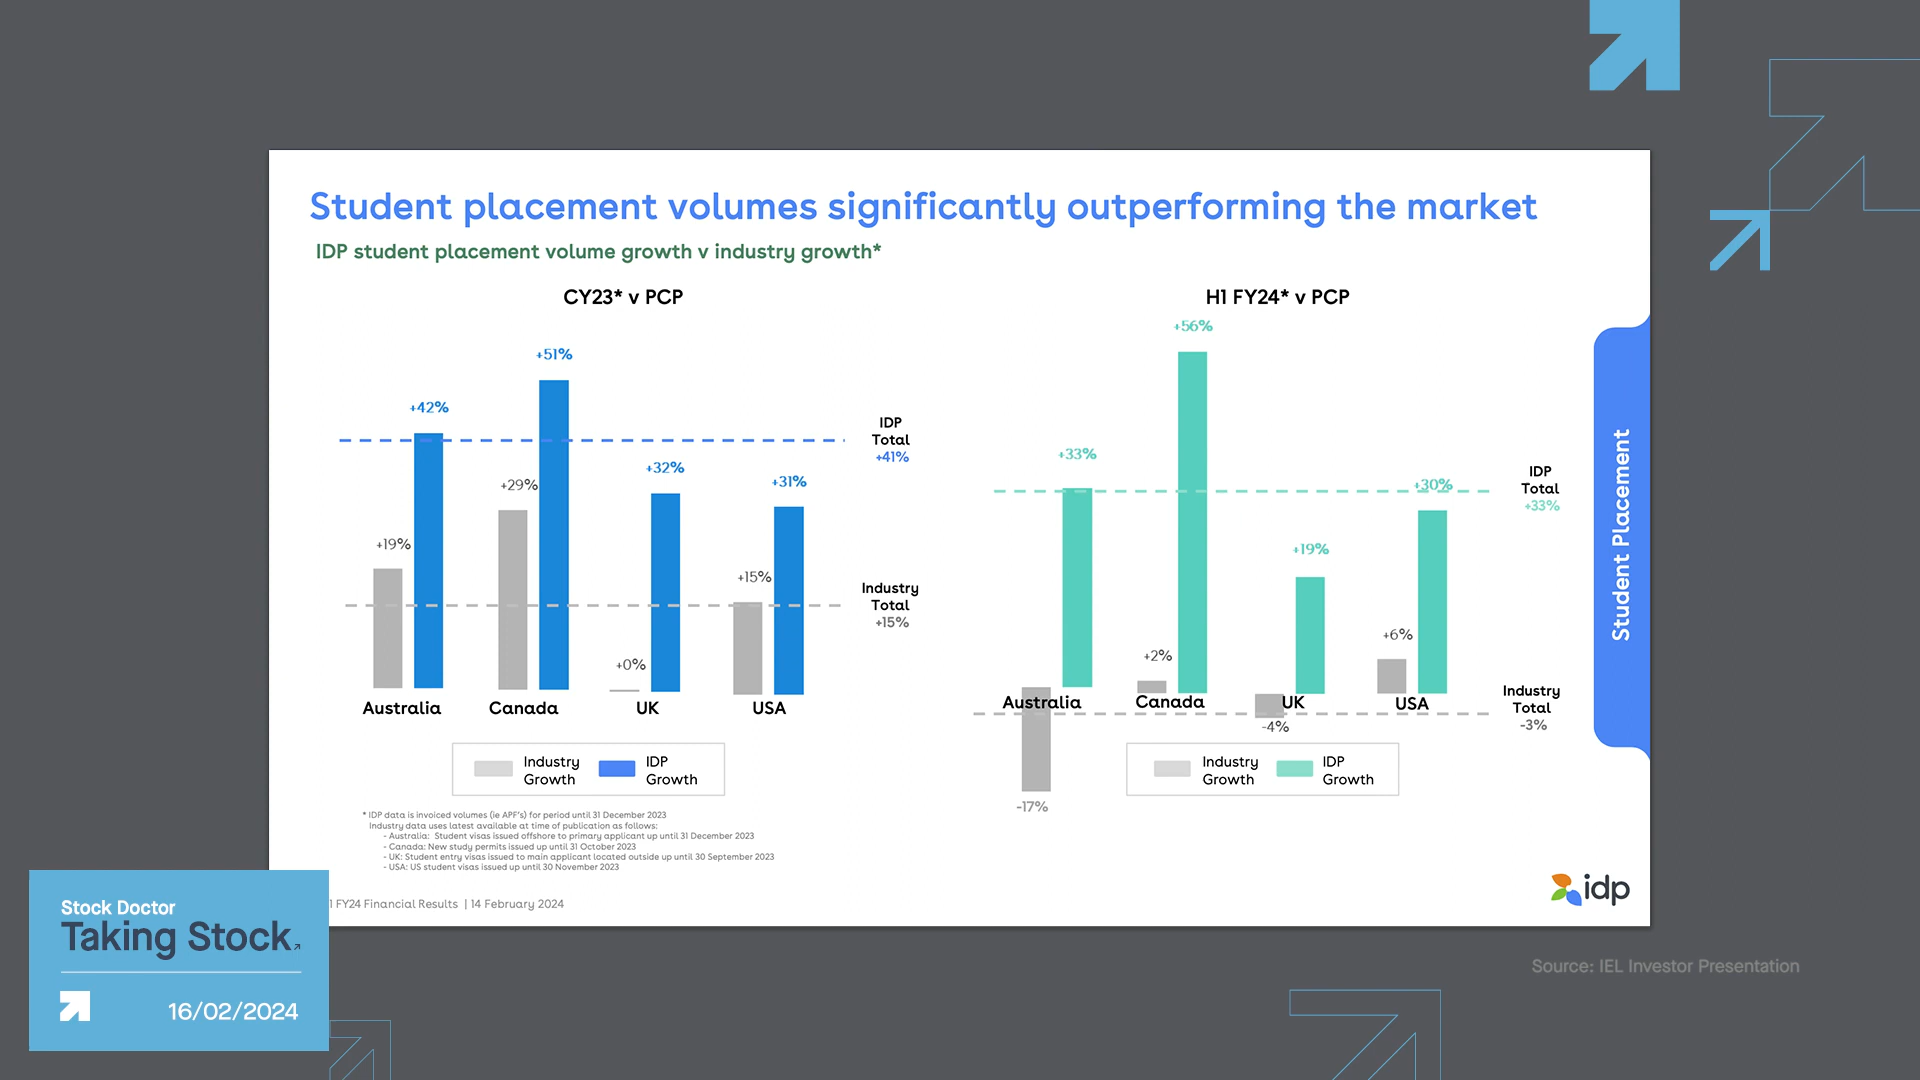 Student placement volumes significantly outperforming the market
IDP student placement volume growth v industry growth*
CY23* v PCP
+19%
+42%
+29%
+51%
+0%
+32%
+15%
+31%
IDP
Total
+41%
Industry
Total
+15%
Australia
Canada
UK
USA
Industry
Growth
IDP
Growth
H1 FY24* v PCP
-17%
+33%
+2%
+56%
-4%
+19%
+6%
+30%
IDP
Total
+33%
Industry
Total
-3%
Australia
Canada
UK
USA
Industry
Growth
IDP
Growth
Student Placement
* IDP data is invoiced volumes (ie APF's) for period until 31 December 2023
Industry data uses latest available at time of publication as follows:
- Australia: Student visas issued offshore to primary applicant up until 31 December 2023
- Canada: New study permits issued up until 31 October 2023
- UK: Student entry visas issued to main applicant located outside up until 30 September 2023
- USA: US student visas issued up until 30 November 2023
1 FY24 Financial Results | 14 February 2024
idp
Stock Doctor
Taking Stock
16/02/2024
Source: IEL Investor Presentation